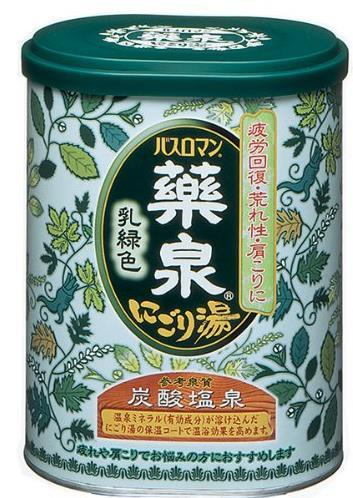 藥泉
疲労回復・荒れ性・肩こりに
バスロマン®
藥泉®
乳緑色
にごり湯
参考泉質
炭酸塩泉
温泉ミネラル(有効成分)が溶け込んだ
にごり湯の保温コートで温浴効果を高めます。
疲れや肩こりでお悩みの方におすすめします